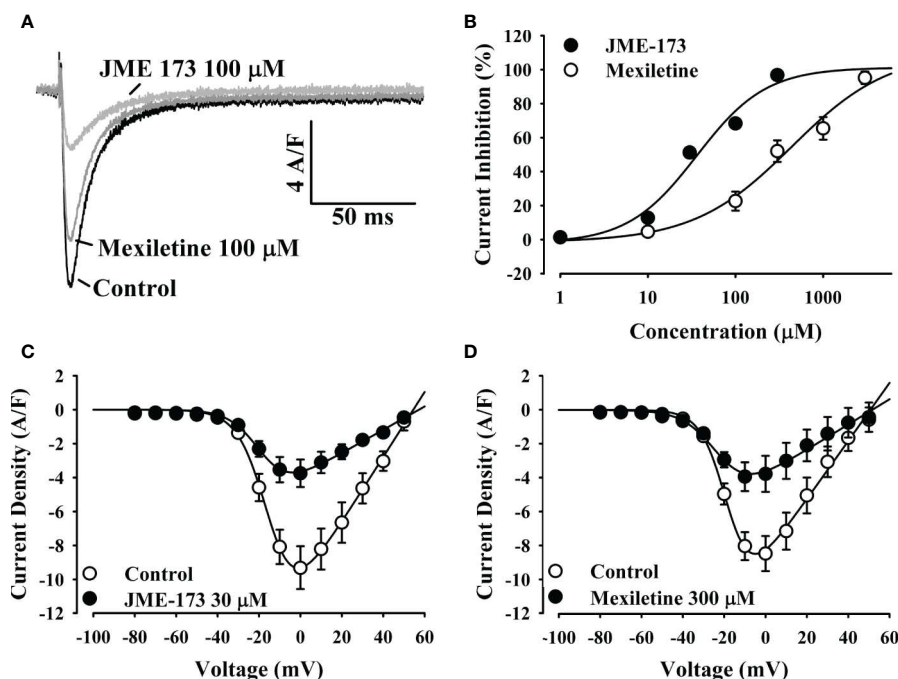 A
JME 173 100 μM
4 A/F
50 ms
Mexiletine 100 μM
Control
B
JME-173
Mexiletine
Current Inhibition (%)
120
100
80
60
40
20
0
-20
1
10
100
1000
Concentration (μM)
C
Current Density (A/F)
2
0
-2
-4
-6
-8
-10
-12
Control
JME-173 30 μM
-100 -80 -60 -40 -20 0 20 40 60
Voltage (mV)
D
Current Density (A/F)
2
0
-2
-4
-6
-8
-10
-12
Control
Mexiletine 300 μM
-100 -80 -60 -40 -20 0 20 40 60
Voltage (mV)